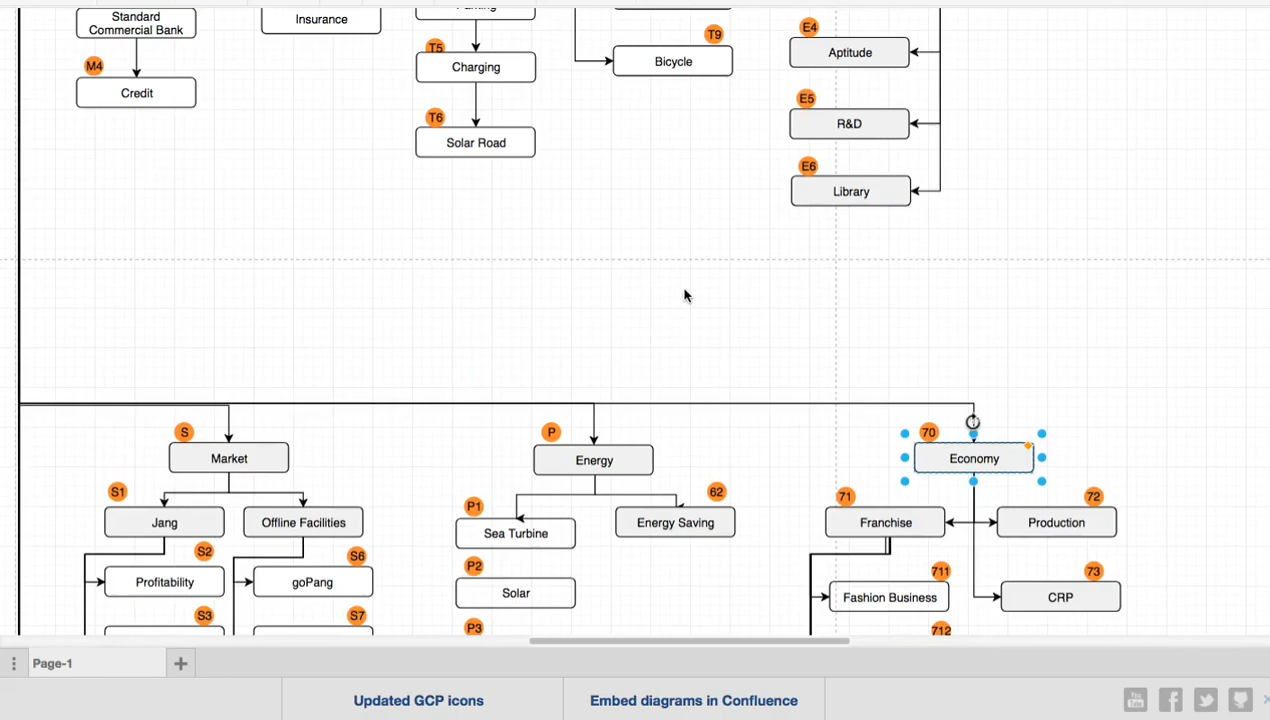 Standard
Commercial Bank
M4
Credit
Insurance
T5
Charging
T6
Solar Road
T9
Bicycle
E4
Aptitude
E5
R&D
E6
Library
S
Market
S1
Jang
Offline Facilities
S2
Profitability
S6
goPang
S3
S7
P
Energy
P1
Sea Turbine
62
Energy Saving
P2
Solar
P3
70
Economy
71
Franchise
72
Production
711
Fashion Business
73
CRP
712
Page-1
Updated GCP icons
Embed diagrams in Confluence
You
Tube